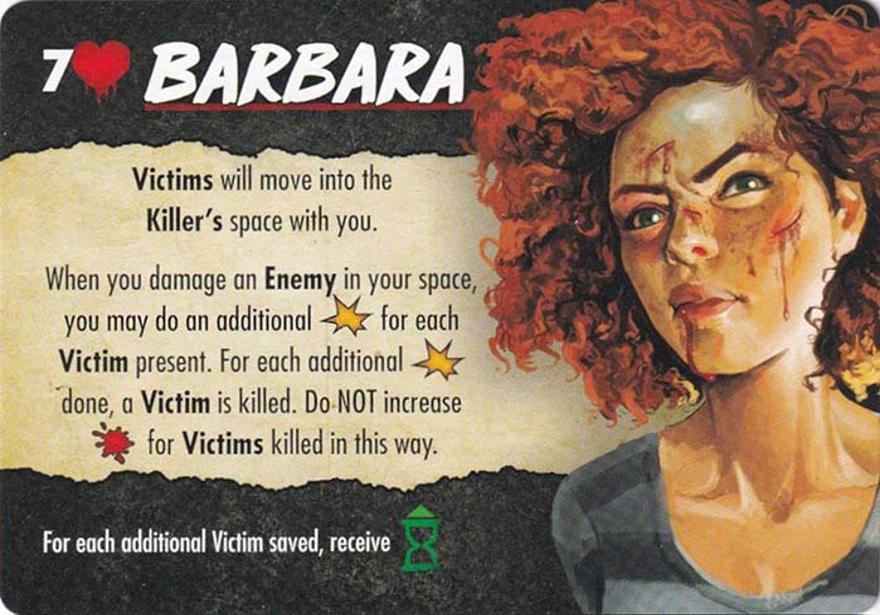 7 BARBARA
Victims will move into the
Killer's space with you.
When you damage an Enemy in your space,
you may do an additional for each
Victim present. For each additional
done, a Victim is killed. Do NOT increase
for Victims killed in this way.
For each additional Victim saved, receive